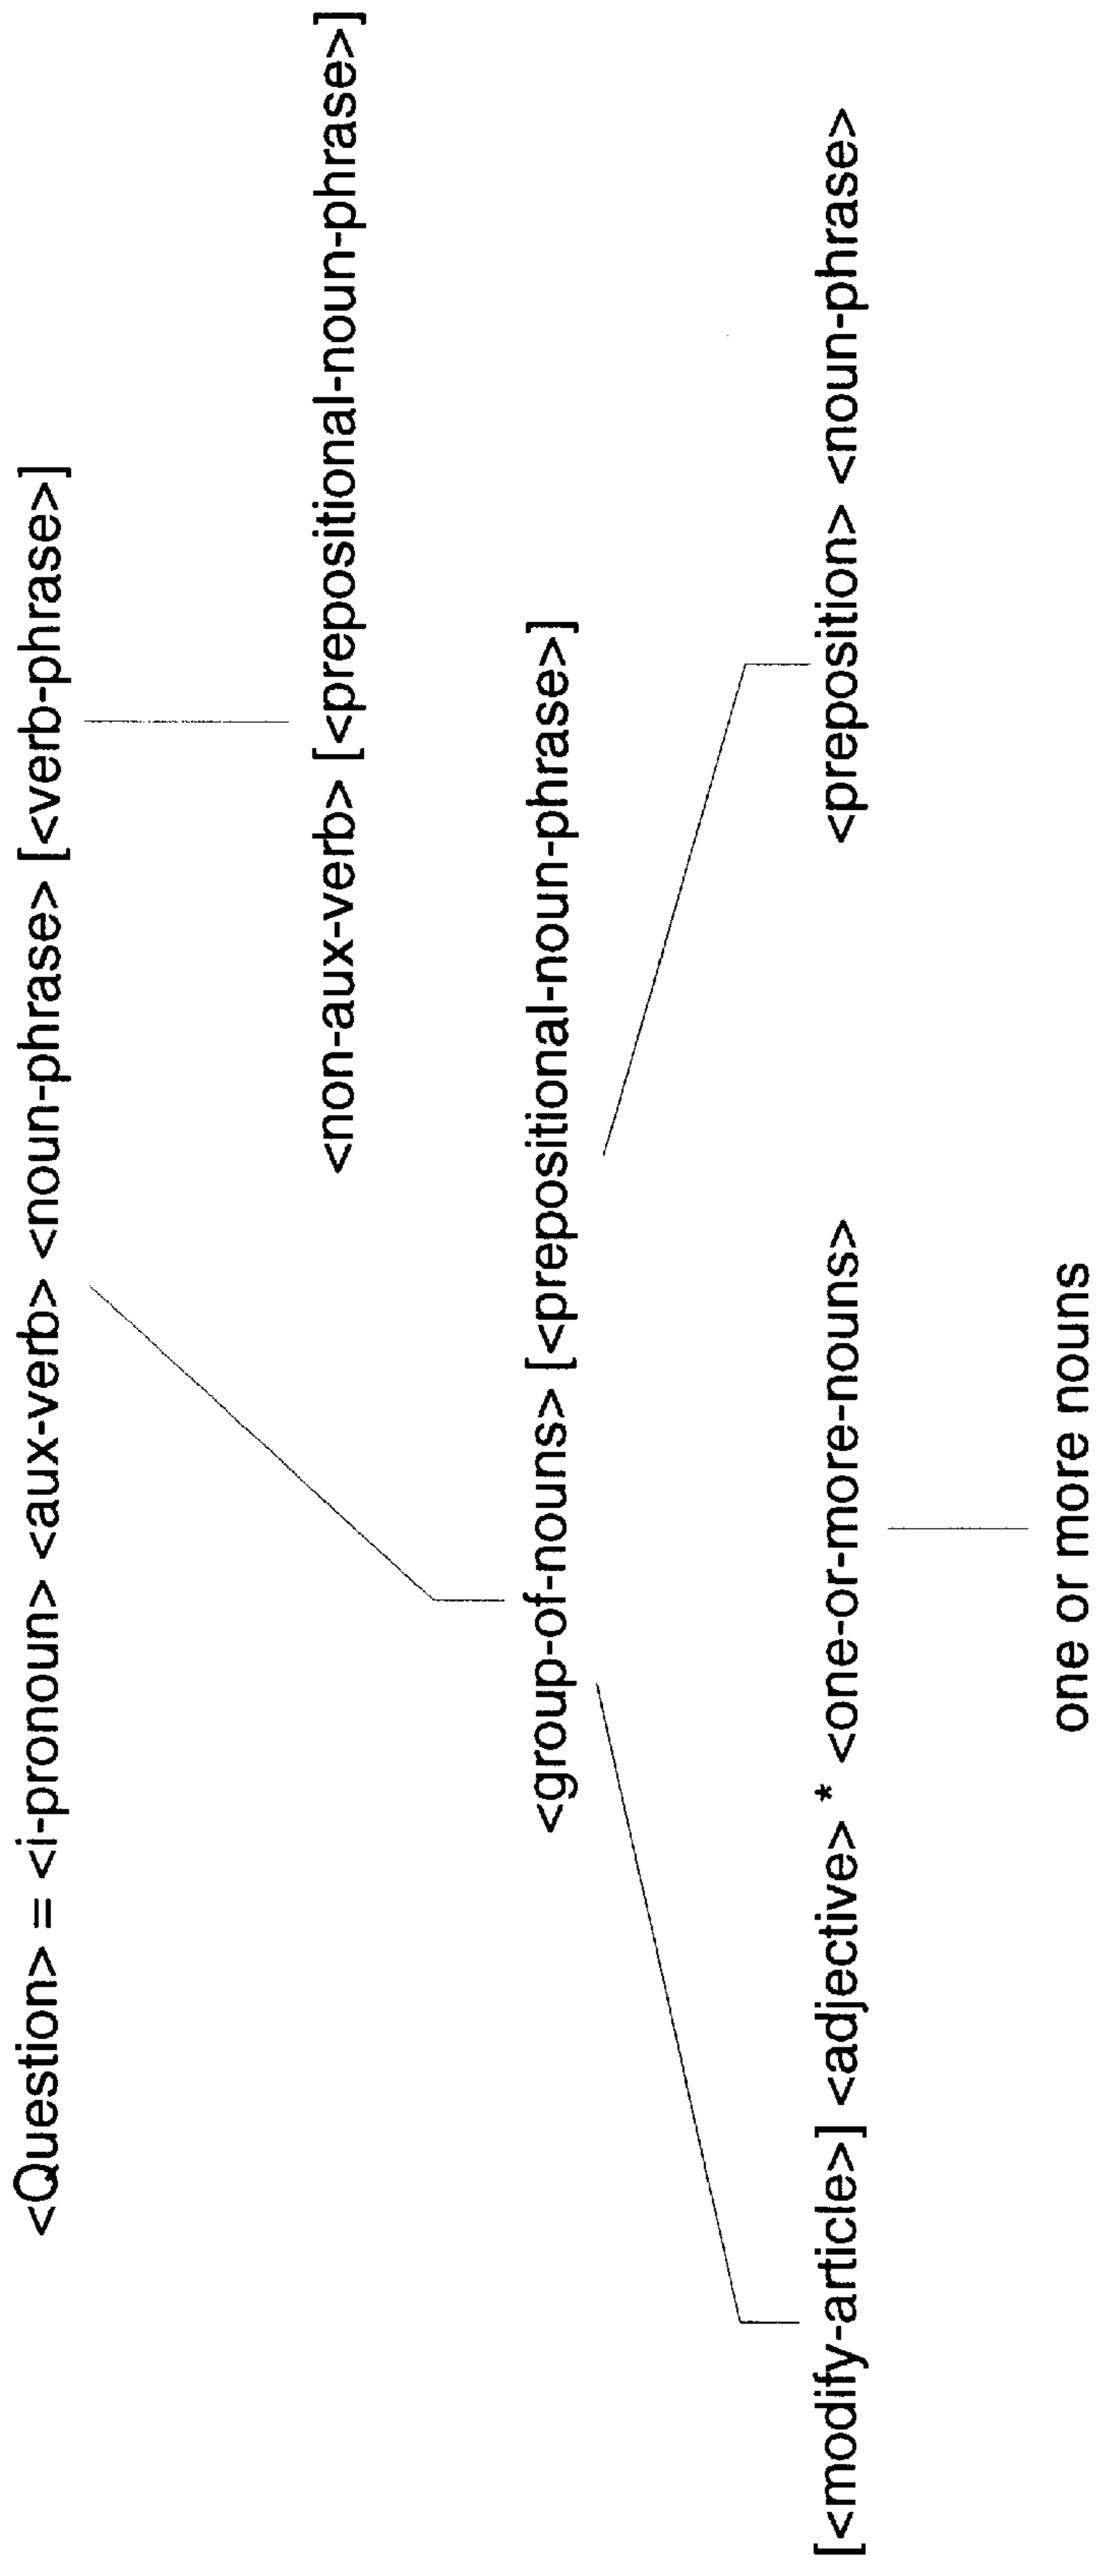 <Question> = <i-pronoun> <aux-verb> <noun-phrase> [<verb-phrase>]
<non-aux-verb> [<prepositional-noun-phrase>]
<group-of-nouns> [<prepositional-noun-phrase>]
[<modify-article>] <adjective> * <one-or-more-nouns>
<preposition> <noun-phrase>
one or more nouns